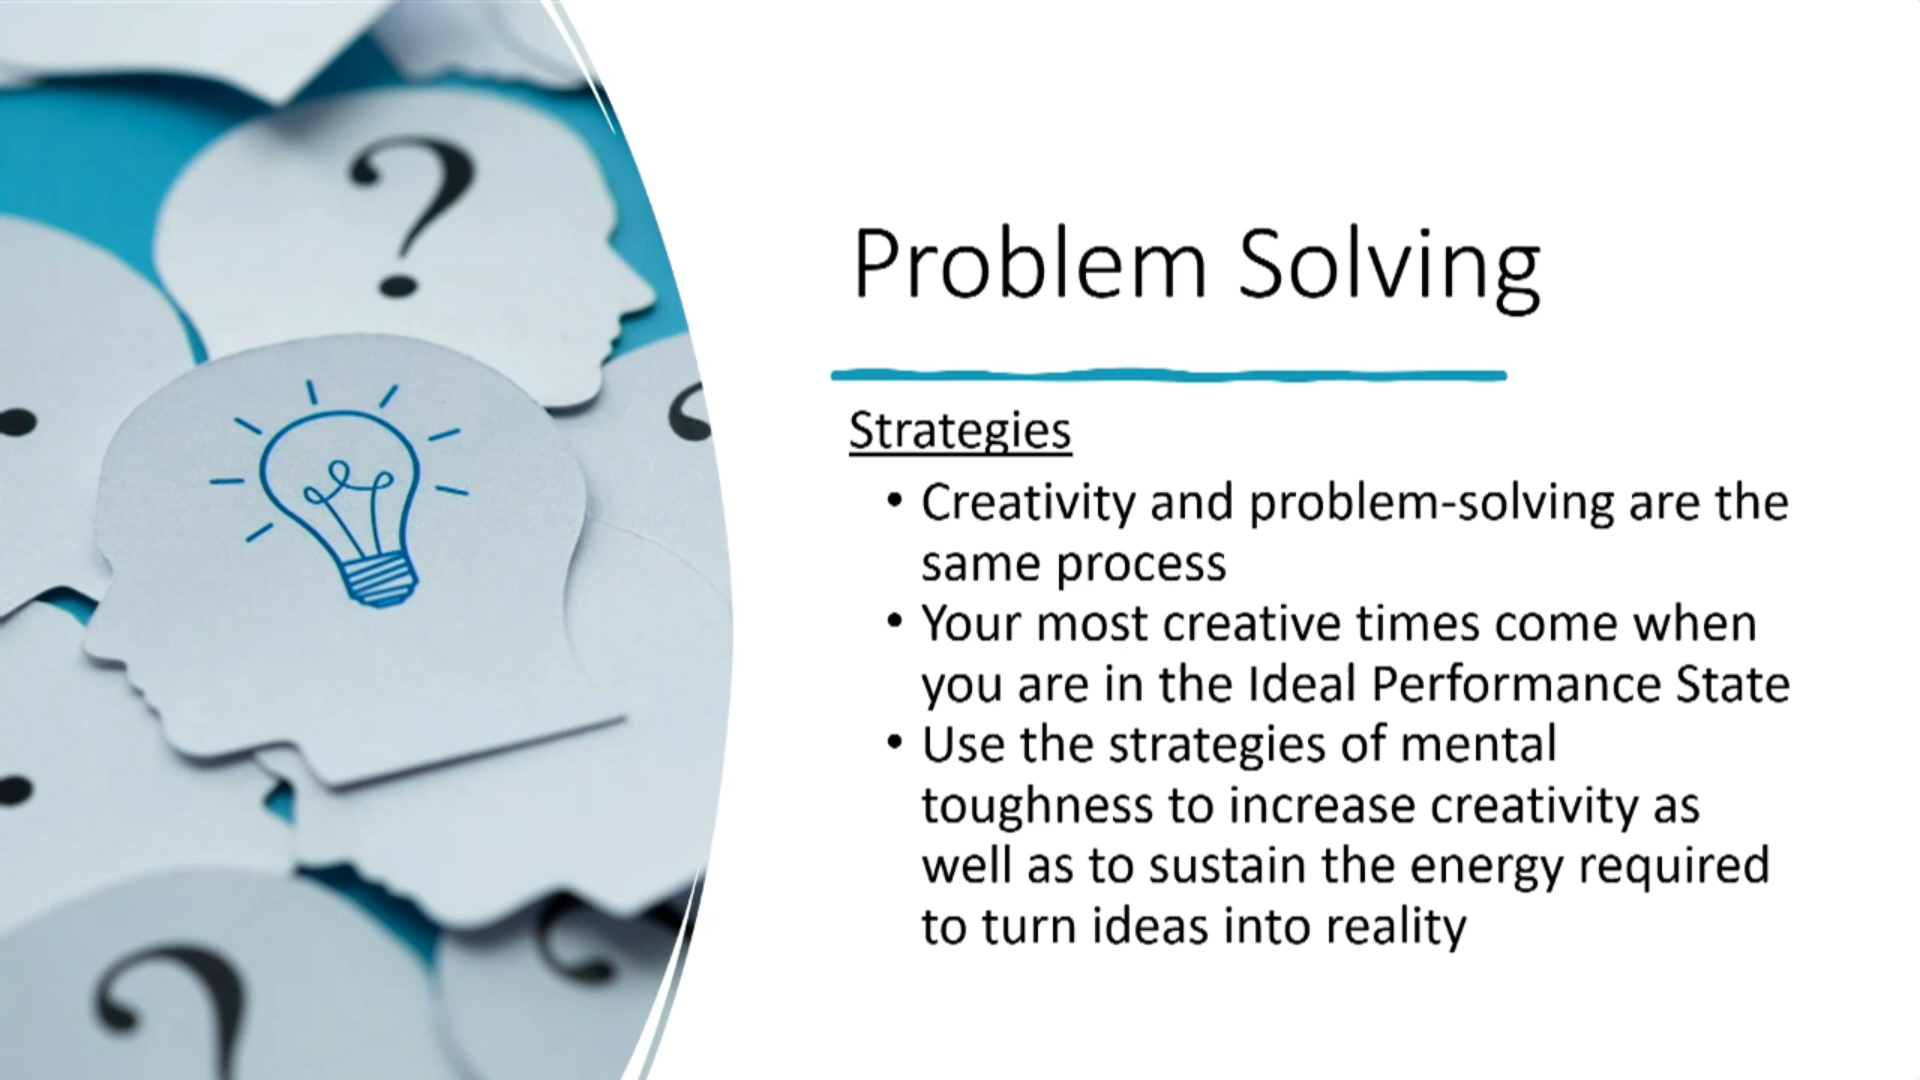 Problem Solving
Strategies
• Creativity and problem-solving are the
same process
• Your most creative times come when
you are in the Ideal Performance State
• Use the strategies of mental
toughness to increase creativity as
well as to sustain the energy required
to turn ideas into reality
?
?